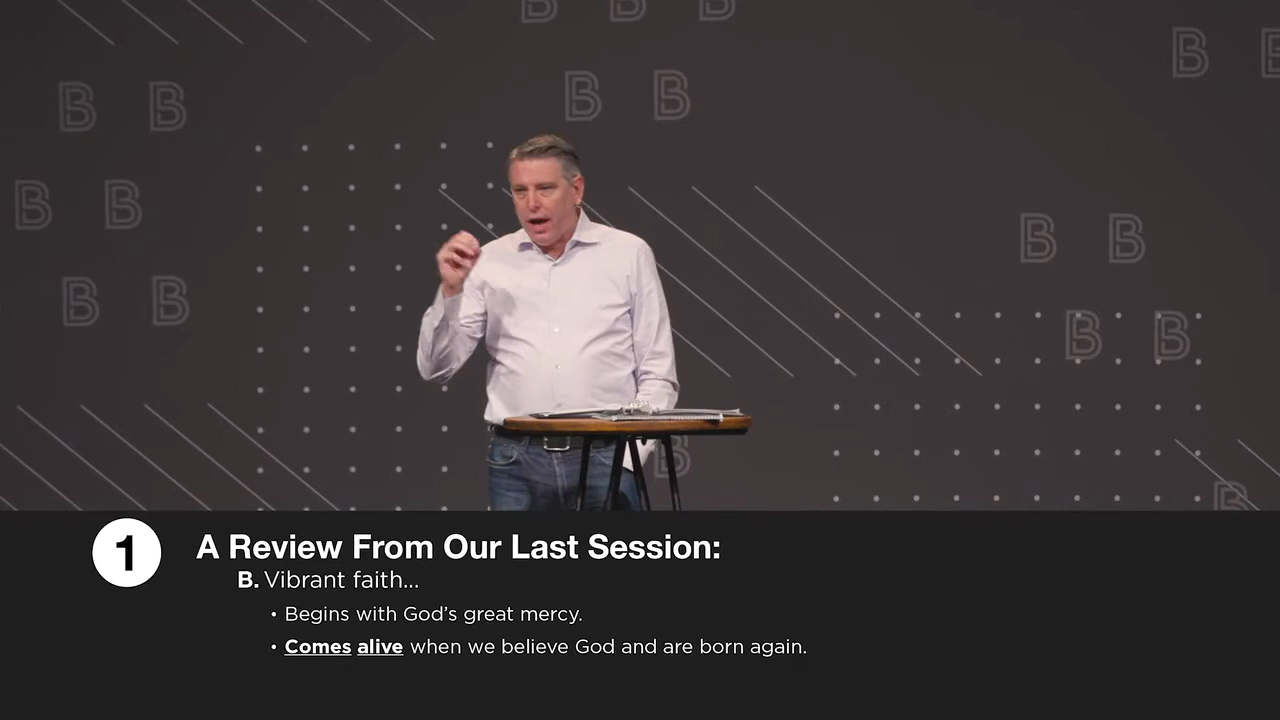 B B B
B B
B B B B
B B
B B B B
B B
B B
B
B
1 A Review From Our Last Session:
B. Vibrant faith...
• Begins with God's great mercy.
• Comes alive when we believe God and are born again.